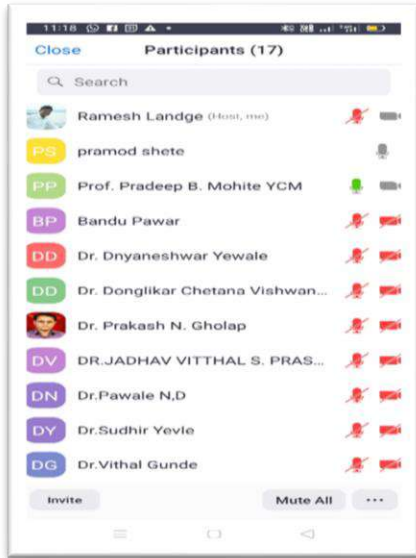 11:18
Close Participants (17)
Search
Ramesh Landge (Host, me)
PS pramod shete
PP Prof. Pradeep B. Mohite YCM
BP Bandu Pawar
DD Dr. Dnyaneshwar Yewale
DD Dr. Donglikar Chetana Vishwan...
Dr. Prakash N. Gholap
DV DR.JADHAV VITTHAL S. PRAS...
DN Dr.Pawale N,D
DY Dr.Sudhir Yevle
DG Dr.Vithal Gunde
Invite Mute All ...